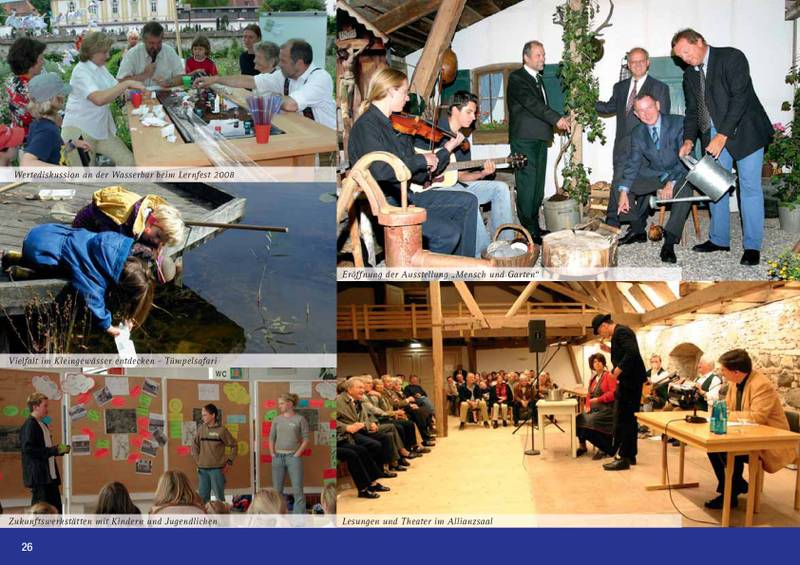 Wertediskussion an der Wasserbar beim Lernfest 2008
Eröffnung der Ausstellung „Mensch und Garten“
Vielfalt im Kleingewässer entdecken – Tümpelsafari
WC
Zukunftswerkstätten mit Kindern und Jugendlichen
Lesungen und Theater im Allianzsaal
26